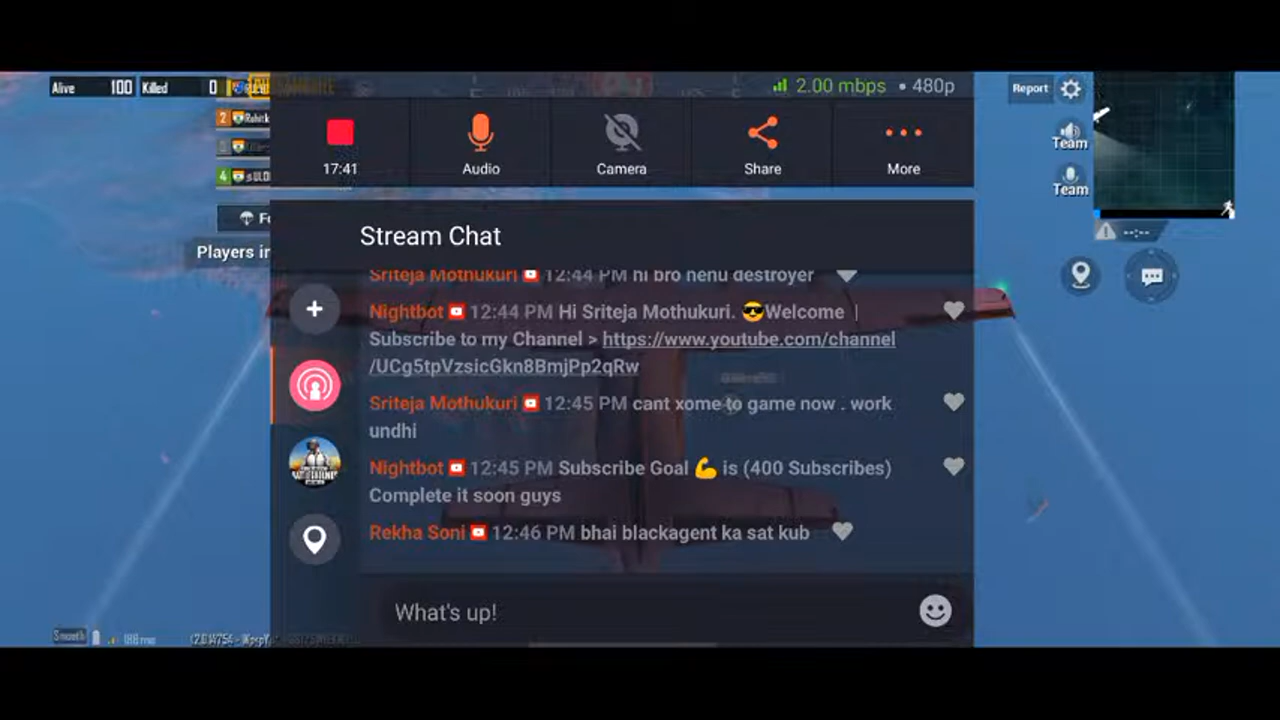 Alive 100 Killed 0
2.00 mbps • 480p
Report
2
4
17:41
Audio
Camera
Share
More
Team
Team
Players in
Stream Chat
--:--
Sriteja Mothukuri 12:44 PM hi bro nenu destroyer
Nightbot 12:44 PM Hi Sriteja Mothukuri. 😎Welcome |
Subscribe to my Channel > https://www.youtube.com/channel
/UCg5tpVzsicGkn8BmjPp2qRw
Sriteja Mothukuri 12:45 PM cant xome to game now . work
undhi
Nightbot 12:45 PM Subscribe Goal 💪 is (400 Subscribes)
Complete it soon guys
Rekha Soni 12:46 PM bhai blackagent ka sat kub
What's up!
Smooth